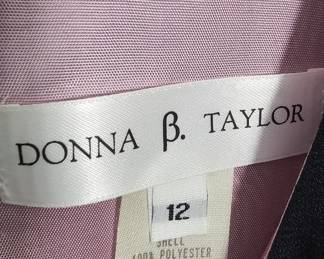 DONNA β. TAYLOR
12
SHELL
100% POLYESTER